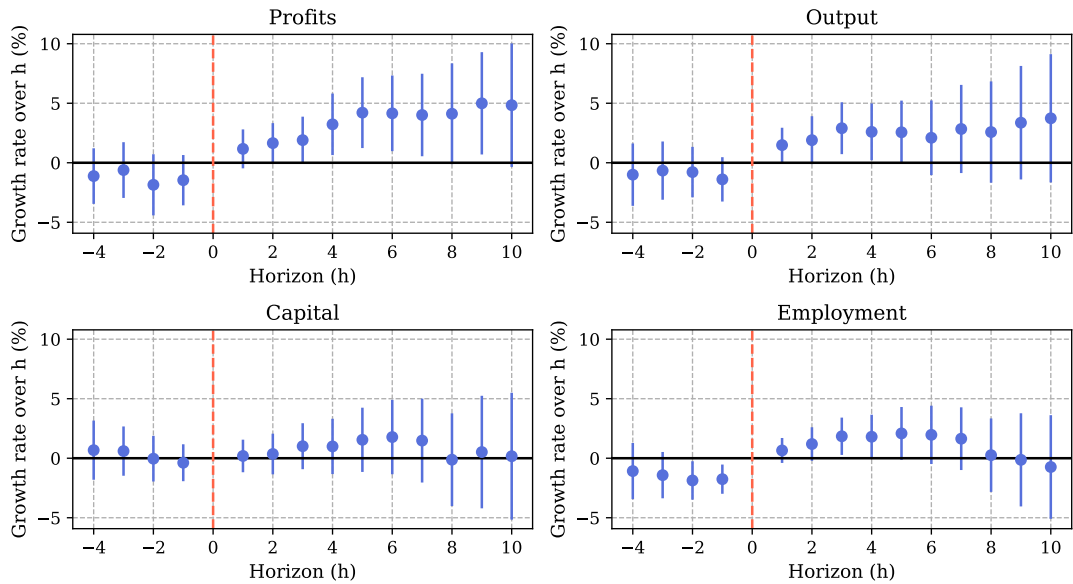 Profits
Growth rate over h (%)
10
5
0
−5
−4 −2 0 2 4 6 8 10
Horizon (h)
Output
Growth rate over h (%)
10
5
0
−5
−4 −2 0 2 4 6 8 10
Horizon (h)
Capital
Growth rate over h (%)
10
5
0
−5
−4 −2 0 2 4 6 8 10
Horizon (h)
Employment
Growth rate over h (%)
10
5
0
−5
−4 −2 0 2 4 6 8 10
Horizon (h)